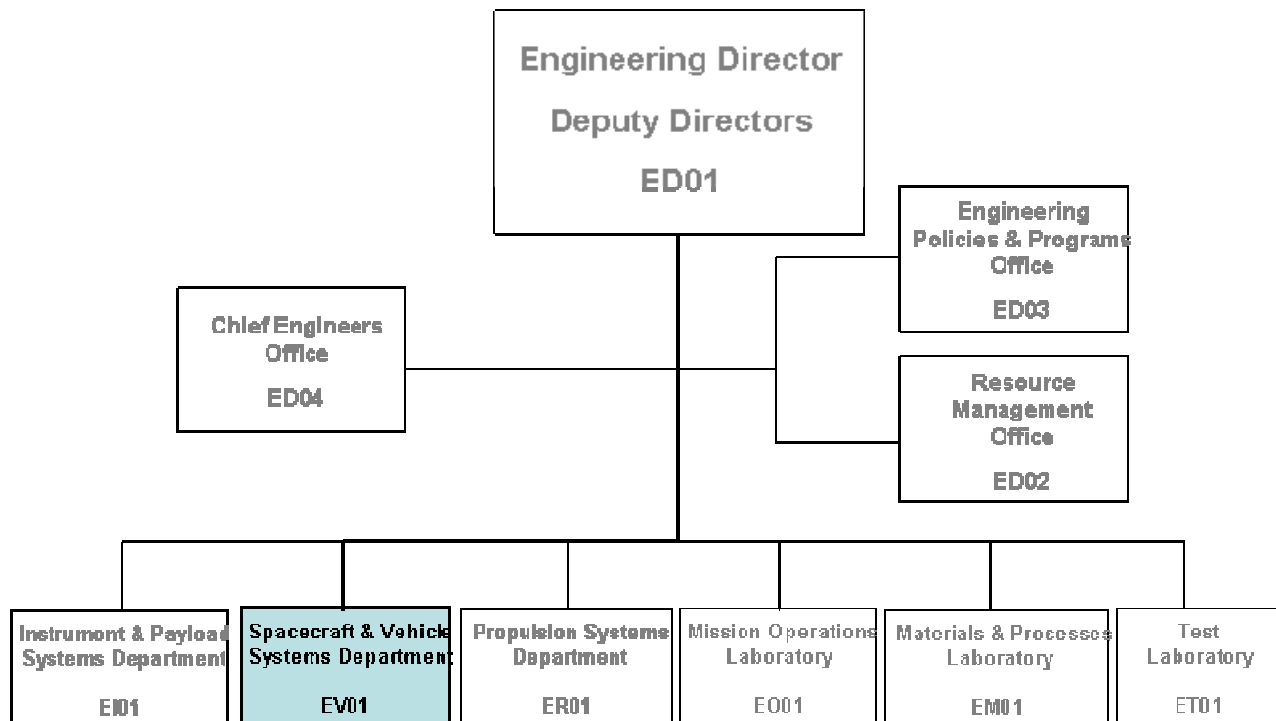 Engineering Director
Deputy Directors
ED01
Engineering
Policies & Programs
Office
ED03
Chief Engineers
Office
ED04
Resource
Management
Office
ED02
Instrument & Payload
Systems Department
EI01
Spacecraft & Vehicle
Systems Department
EV01
Propulsion Systems
Department
ER01
Mission Operations
Laboratory
EO01
Materials & Processes
Laboratory
EM01
Test
Laboratory
ET01